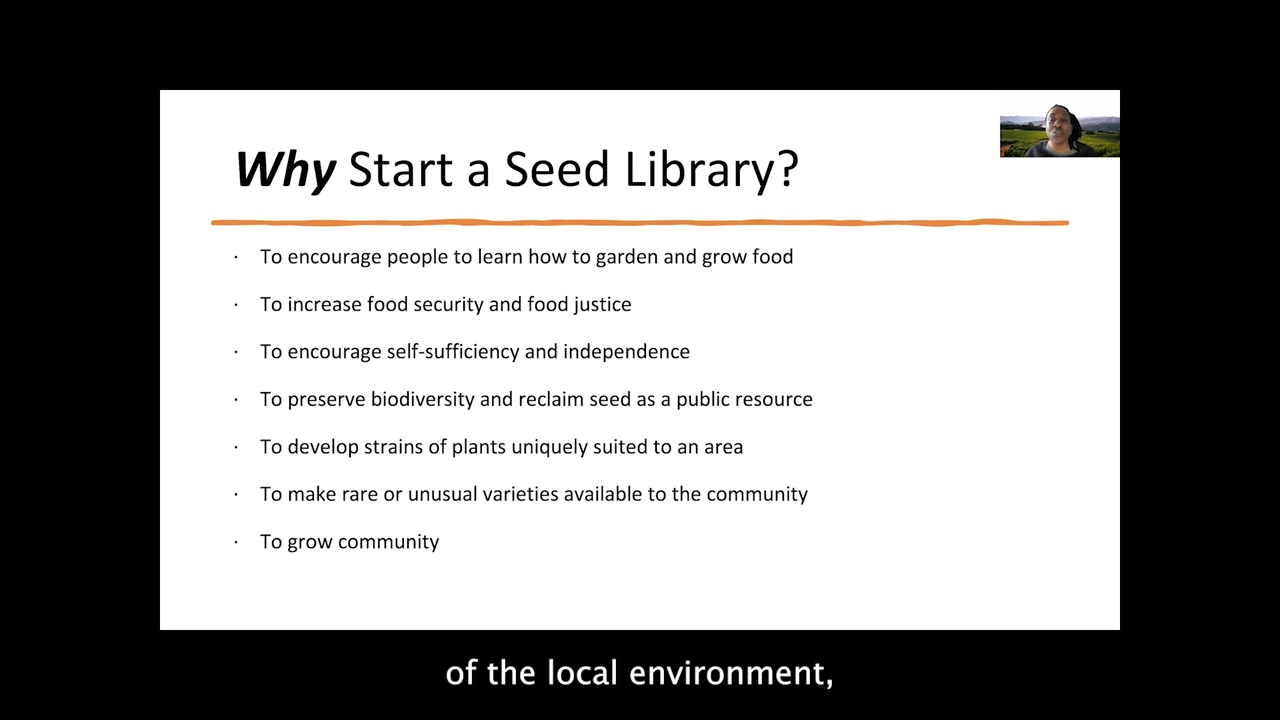 Why Start a Seed Library?
· To encourage people to learn how to garden and grow food
· To increase food security and food justice
· To encourage self-sufficiency and independence
· To preserve biodiversity and reclaim seed as a public resource
· To develop strains of plants uniquely suited to an area
· To make rare or unusual varieties available to the community
· To grow community
of the local environment,